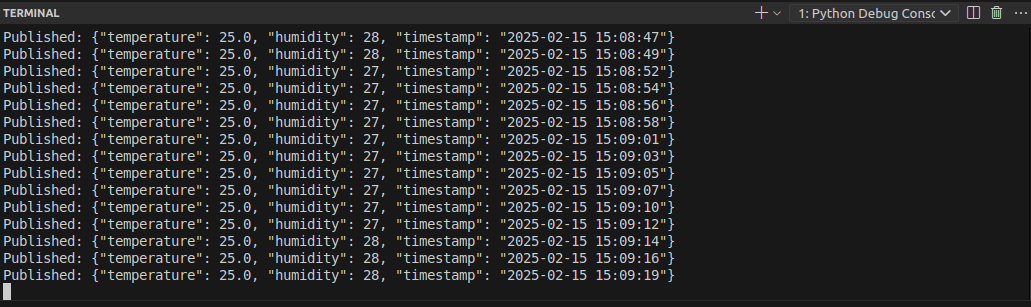 TERMINAL
1: Python Debug Consc
Published: {"temperature": 25.0, "humidity": 28, "timestamp": "2025-02-15 15:08:47"}
Published: {"temperature": 25.0, "humidity": 28, "timestamp": "2025-02-15 15:08:49"}
Published: {"temperature": 25.0, "humidity": 27, "timestamp": "2025-02-15 15:08:52"}
Published: {"temperature": 25.0, "humidity": 27, "timestamp": "2025-02-15 15:08:54"}
Published: {"temperature": 25.0, "humidity": 27, "timestamp": "2025-02-15 15:08:56"}
Published: {"temperature": 25.0, "humidity": 27, "timestamp": "2025-02-15 15:08:58"}
Published: {"temperature": 25.0, "humidity": 27, "timestamp": "2025-02-15 15:09:01"}
Published: {"temperature": 25.0, "humidity": 27, "timestamp": "2025-02-15 15:09:03"}
Published: {"temperature": 25.0, "humidity": 27, "timestamp": "2025-02-15 15:09:05"}
Published: {"temperature": 25.0, "humidity": 27, "timestamp": "2025-02-15 15:09:07"}
Published: {"temperature": 25.0, "humidity": 27, "timestamp": "2025-02-15 15:09:10"}
Published: {"temperature": 25.0, "humidity": 27, "timestamp": "2025-02-15 15:09:12"}
Published: {"temperature": 25.0, "humidity": 28, "timestamp": "2025-02-15 15:09:14"}
Published: {"temperature": 25.0, "humidity": 28, "timestamp": "2025-02-15 15:09:16"}
Published: {"temperature": 25.0, "humidity": 28, "timestamp": "2025-02-15 15:09:19"}